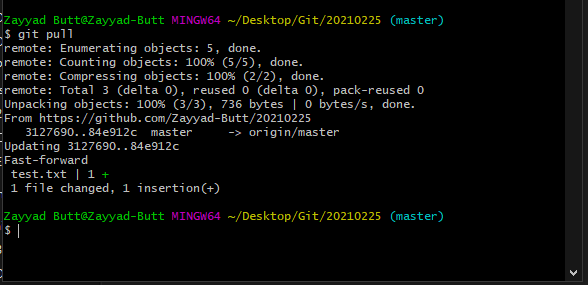 Zayyad Butt@Zayyad-Butt MINGW64 ~/Desktop/Git/20210225 (master)
$ git pull
remote: Enumerating objects: 5, done.
remote: Counting objects: 100% (5/5), done.
remote: Compressing objects: 100% (2/2), done.
remote: Total 3 (delta 0), reused 0 (delta 0), pack-reused 0
Unpacking objects: 100% (3/3), 736 bytes | 0 bytes/s, done.
From https://github.com/Zayyad-Butt/20210225
   3127690..84e912c  master     -> origin/master
Updating 3127690..84e912c
Fast-forward
 test.txt | 1 +
 1 file changed, 1 insertion(+)
Zayyad Butt@Zayyad-Butt MINGW64 ~/Desktop/Git/20210225 (master)
$